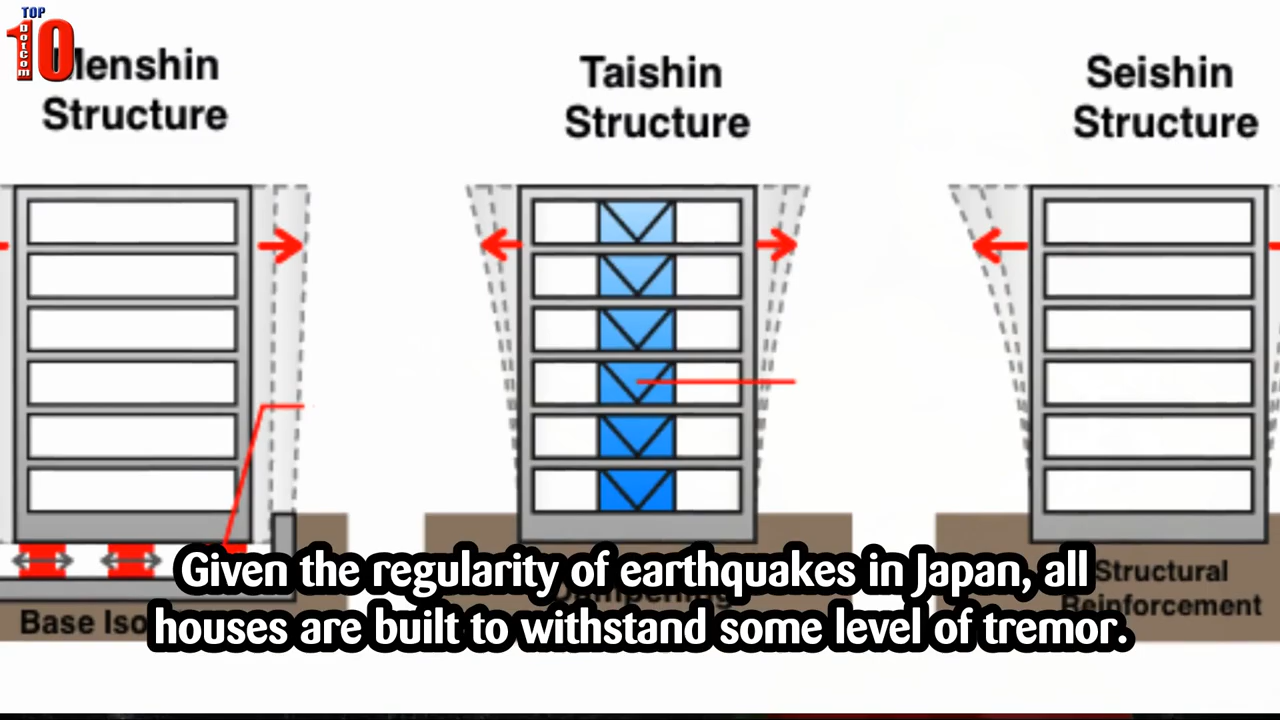 TOP
10
DotCom
Menshin
Structure
Taishin
Structure
Seishin
Structure
Structural
Reinforcement
Base Iso
Given the regularity of earthquakes in Japan, all
houses are built to withstand some level of tremor.